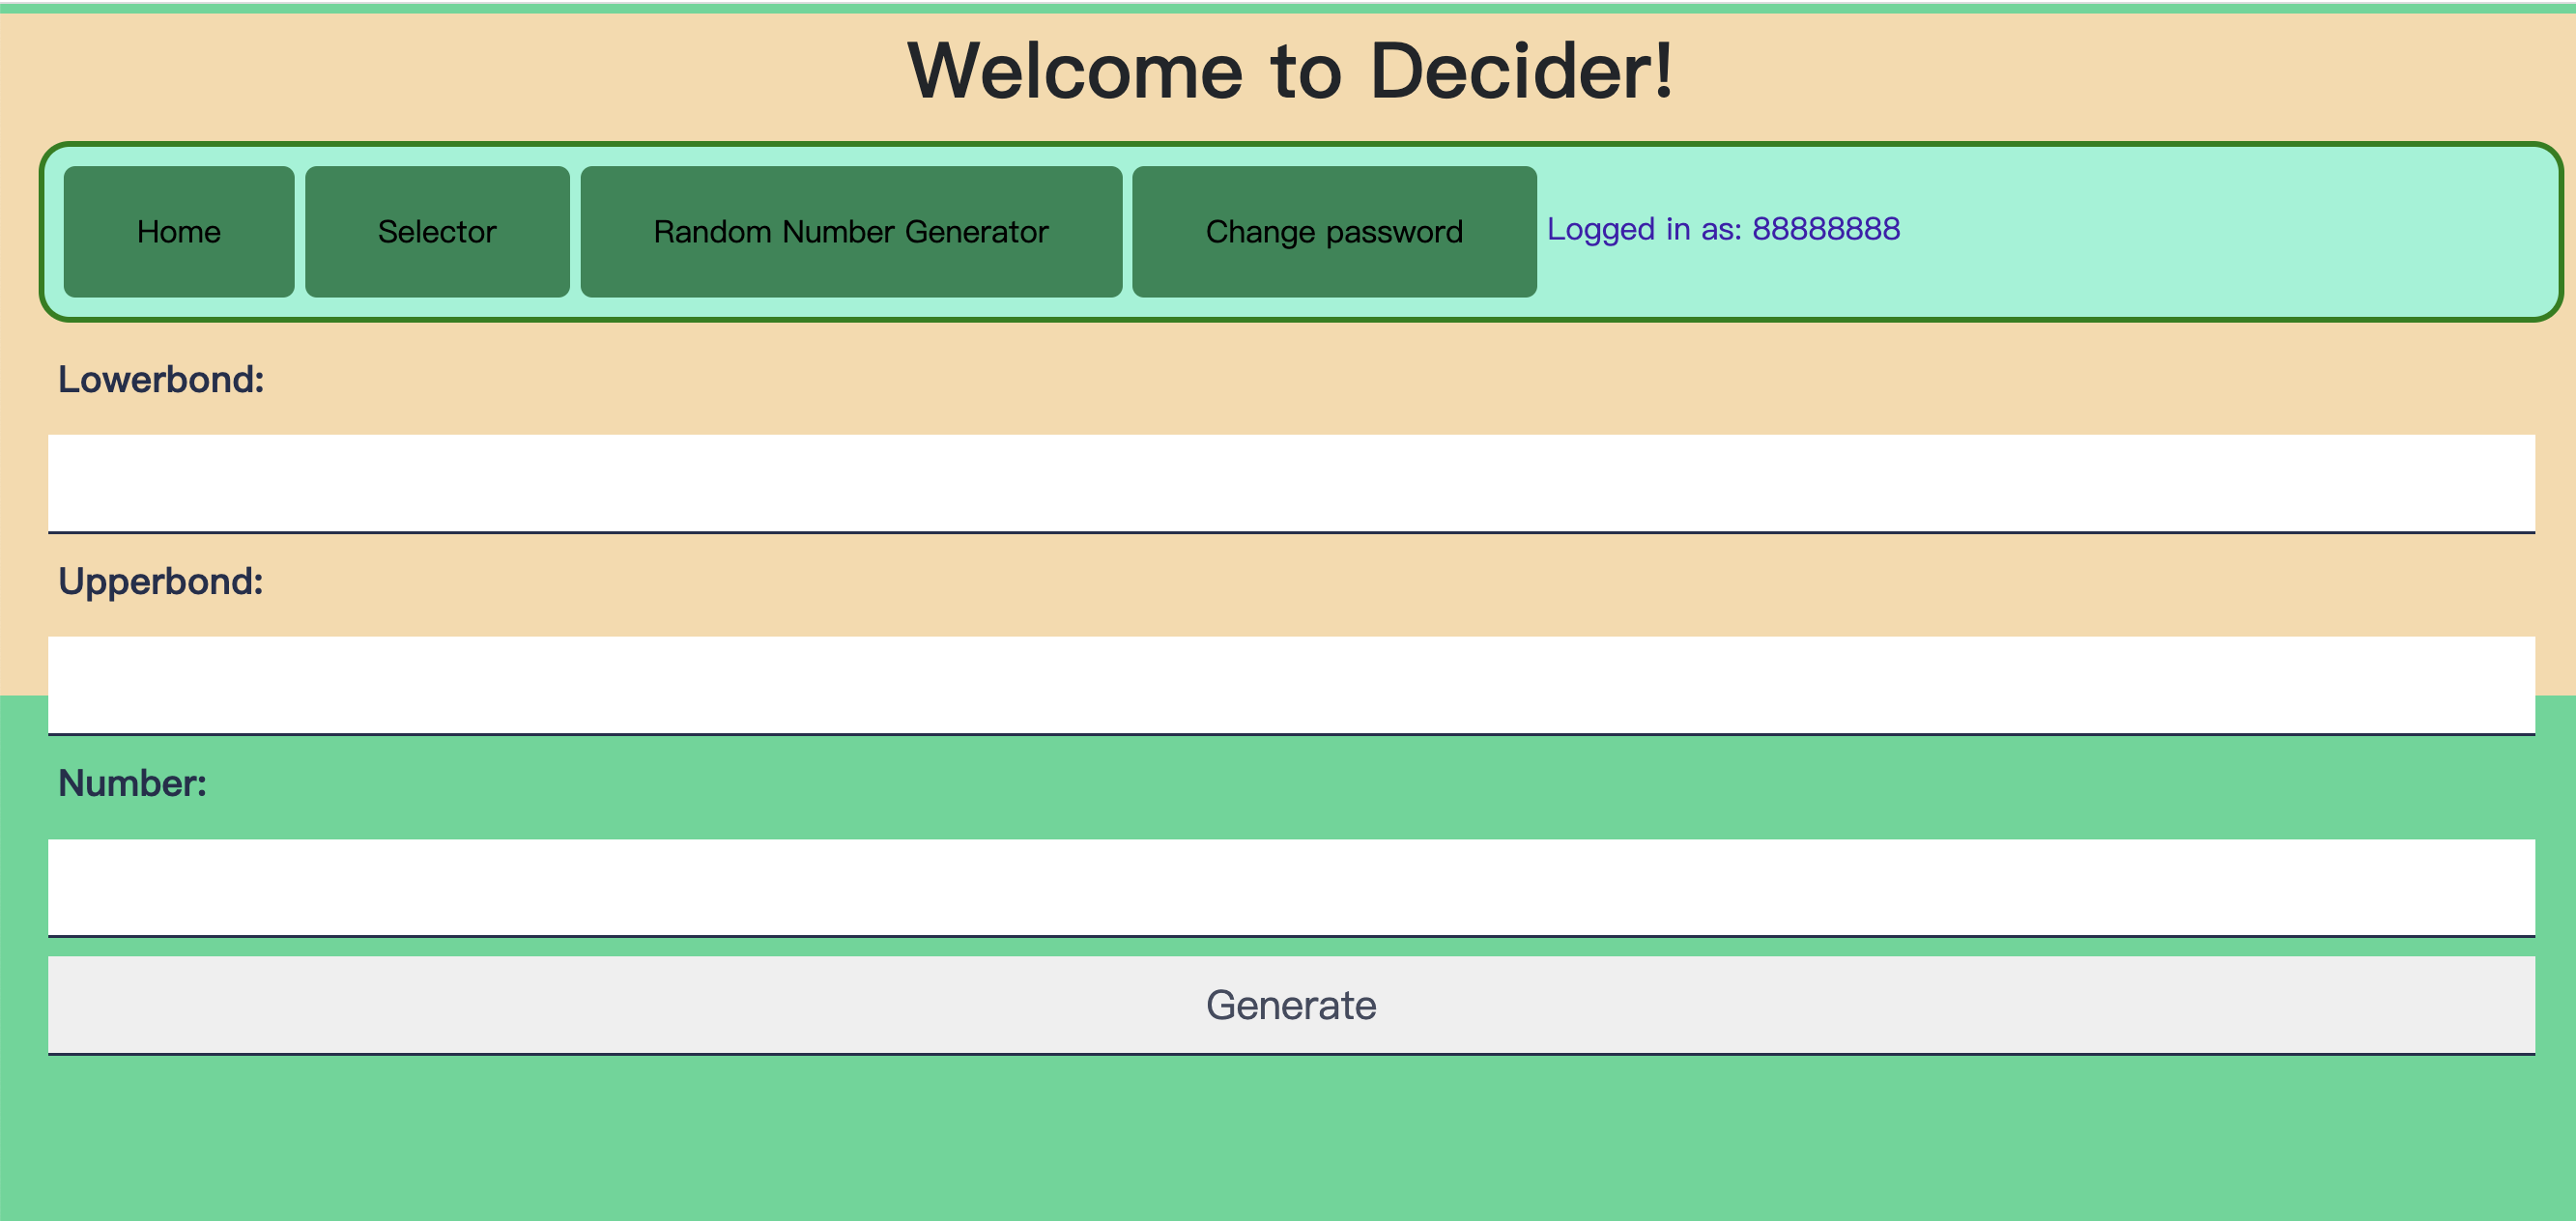 Welcome to Decider!
Home Selector Random Number Generator Change password Logged in as: 88888888
Lowerbond:
Upperbond:
Number:
Generate